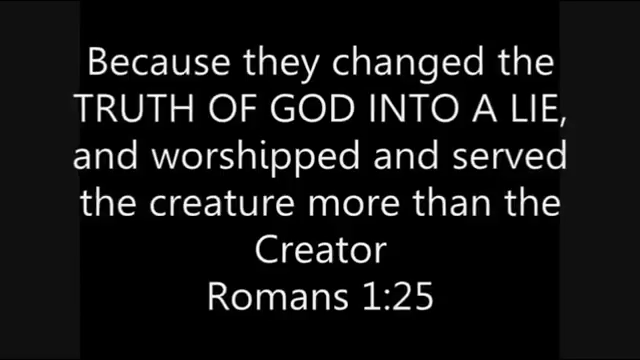 Because they changed the
TRUTH OF GOD INTO A LIE,
and worshipped and served
the creature more than the
Creator
Romans 1:25